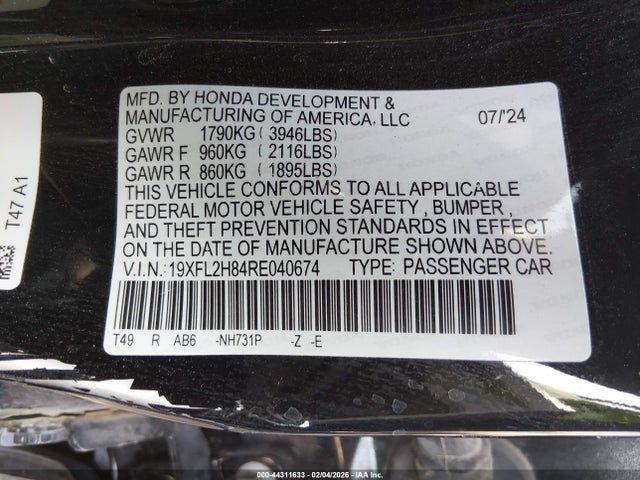 MFD. BY HONDA DEVELOPMENT &
MANUFACTURING OF AMERICA, LLC 07/'24
GVWR 1790KG ( 3946LBS)
GAWR F 960KG ( 2116LBS)
GAWR R 860KG ( 1895LBS)
THIS VEHICLE CONFORMS TO ALL APPLICABLE
FEDERAL MOTOR VEHICLE SAFETY , BUMPER ,
AND THEFT PREVENTION STANDARDS IN EFFECT
ON THE DATE OF MANUFACTURE SHOWN ABOVE.
V.I.N.: 19XFL2H84RE040674 TYPE: PASSENGER CAR
T49 R AB6 -NH731P -Z -E
T47 A1
000-44311633 - 02/04/2026 - COPYRIGHT IAA, LLC.